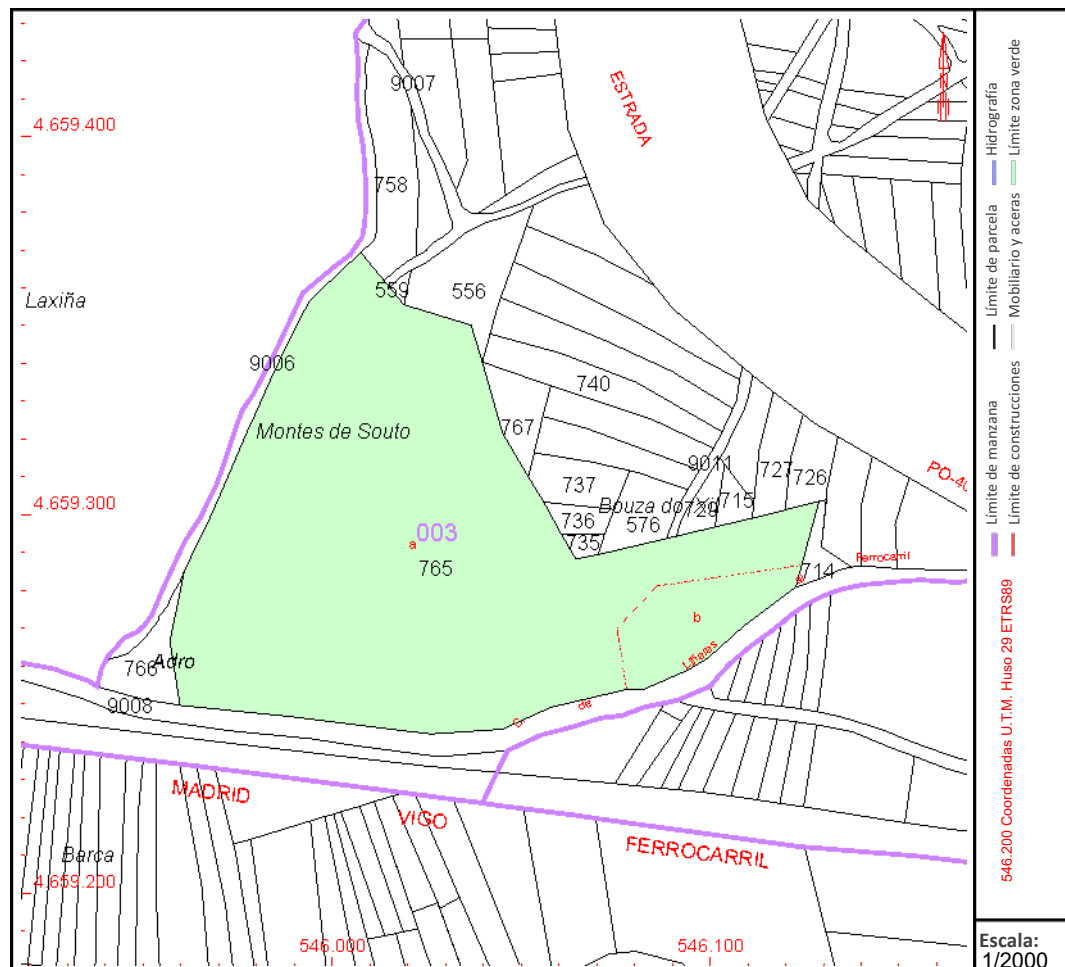 9007
ESTRADA
4.659.400
758
559
556
Laxiña
9006
740
Montes de Souto
767
9011
727
726
737
715
4.659.300
Bouza do Xil
729
736
576
003
735
PO-40
a
765
Ferrocarril
714
a
b
Liñares
766
Adro
de
9008
C
MADRID
VIGO
FERROCARRIL
Barca
4.659.200
546.000
546.100
Hidrografía
Límite zona verde
Límite de parcela
Mobiliario y aceras
Límite de manzana
Límite de construcciones
546.200 Coordenadas U.T.M. Huso 29 ETRS89
Escala:
1/2000